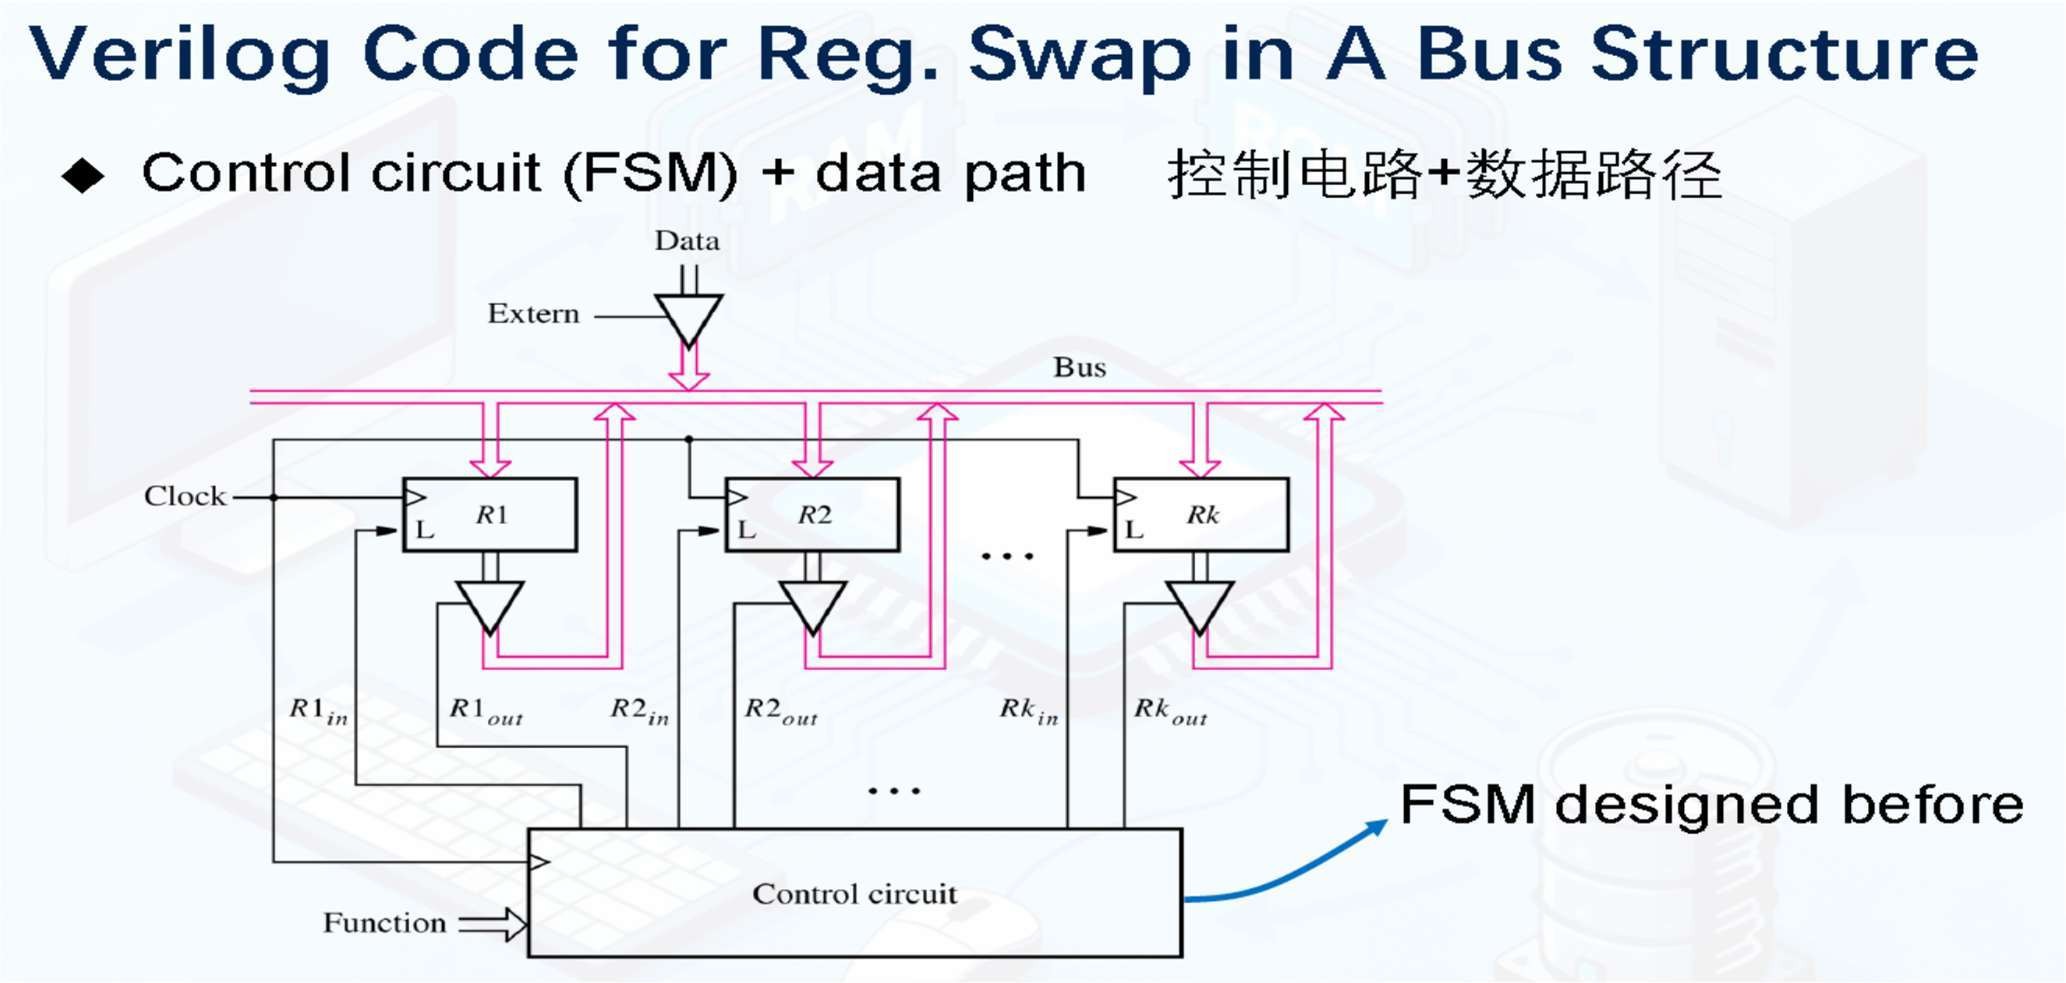 Verilog Code for Reg. Swap in A Bus Structure
◆ Control circuit (FSM) + data path 控制电路+数据路径
Data
Extern
Bus
Clock
R1
R2
Rk
L
L
L
...
R1in
R1out
R2in
R2out
Rkin
Rkout
...
FSM designed before
Control circuit
Function